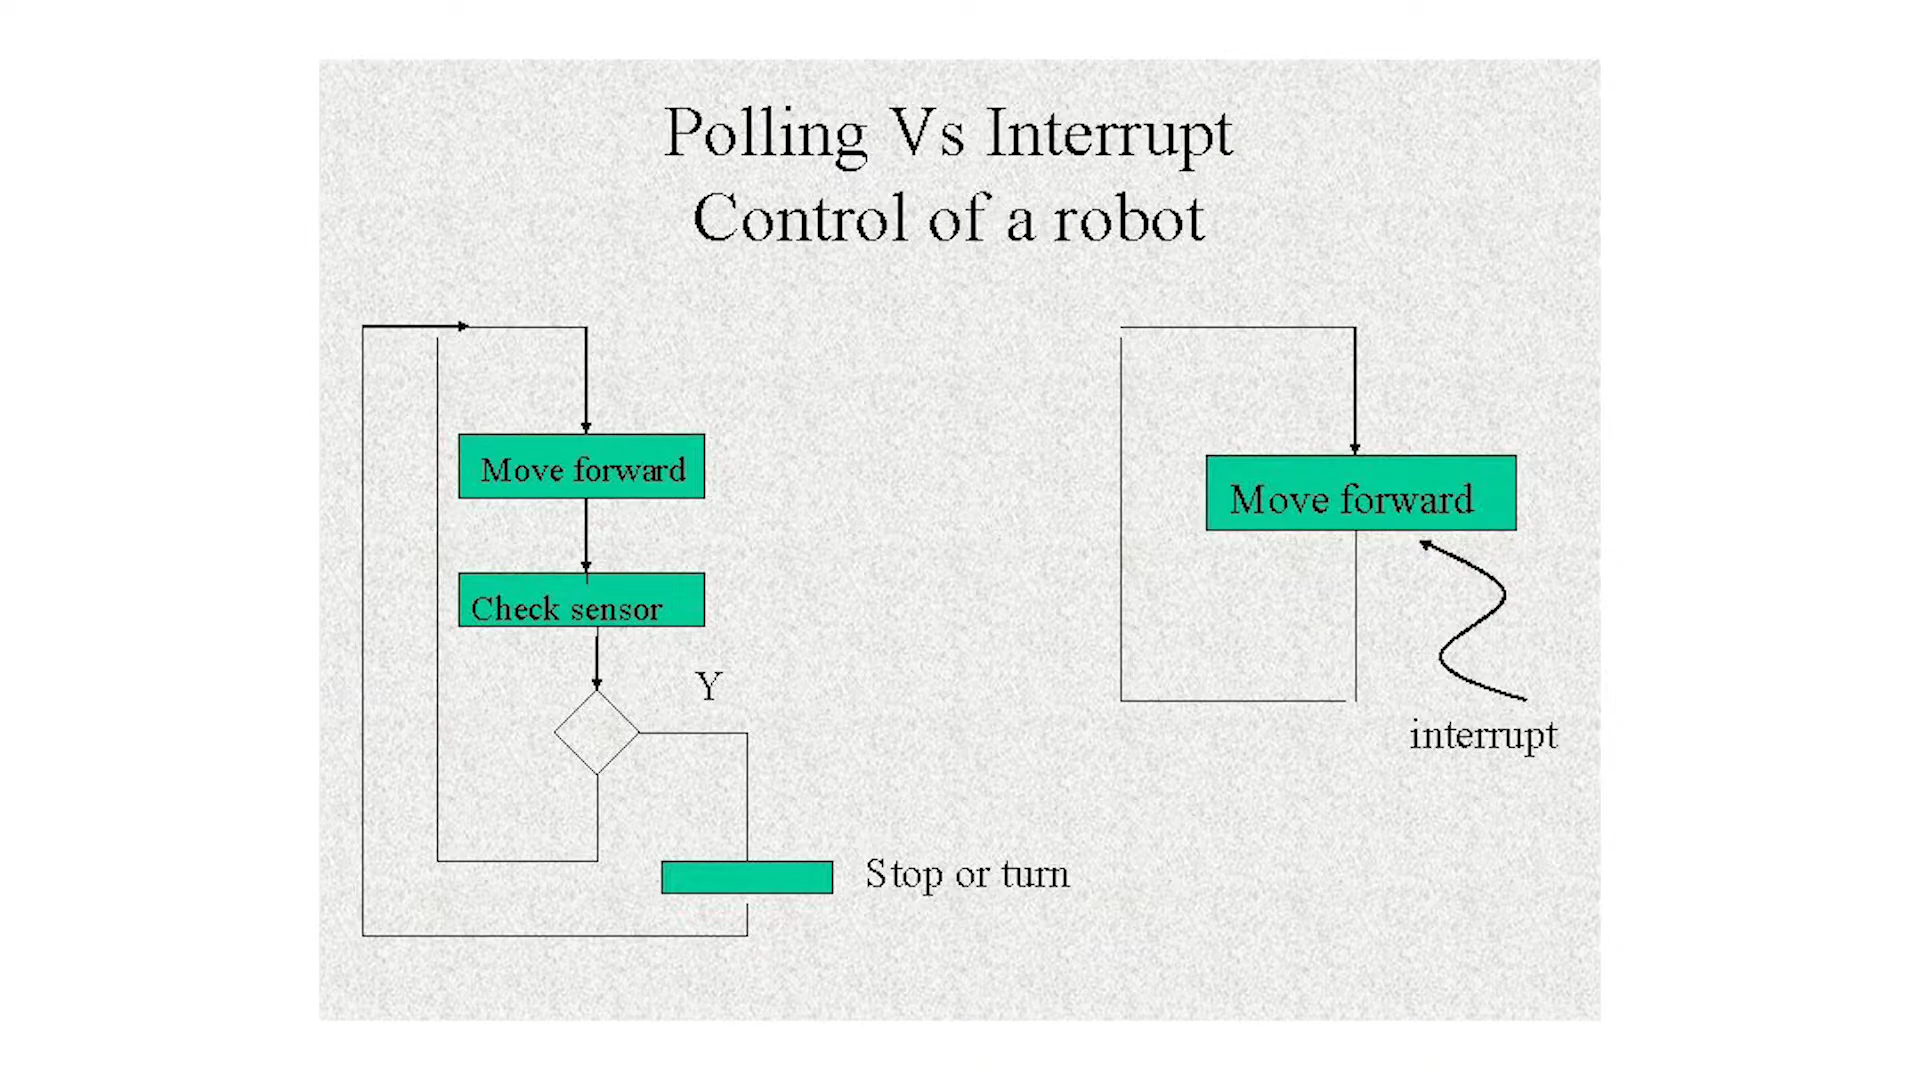 Polling Vs Interrupt
Control of a robot
Move forward
Check sensor
Y
Stop or turn
Move forward
interrupt